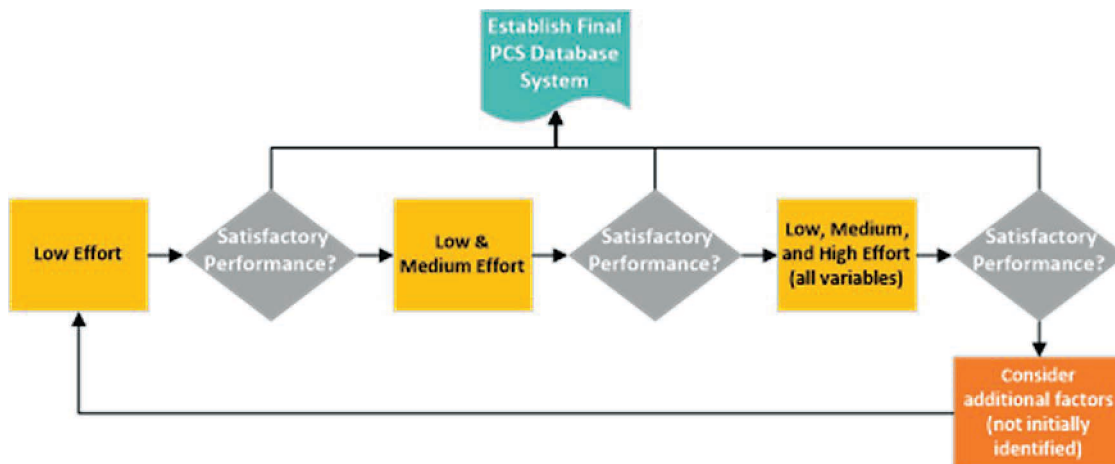 Establish Final
PCS Database
System
Low Effort
Satisfactory
Performance?
Low &
Medium Effort
Satisfactory
Performance?
Low, Medium,
and High Effort
(all variables)
Satisfactory
Performance?
Consider
additional factors
(not initially
identified)